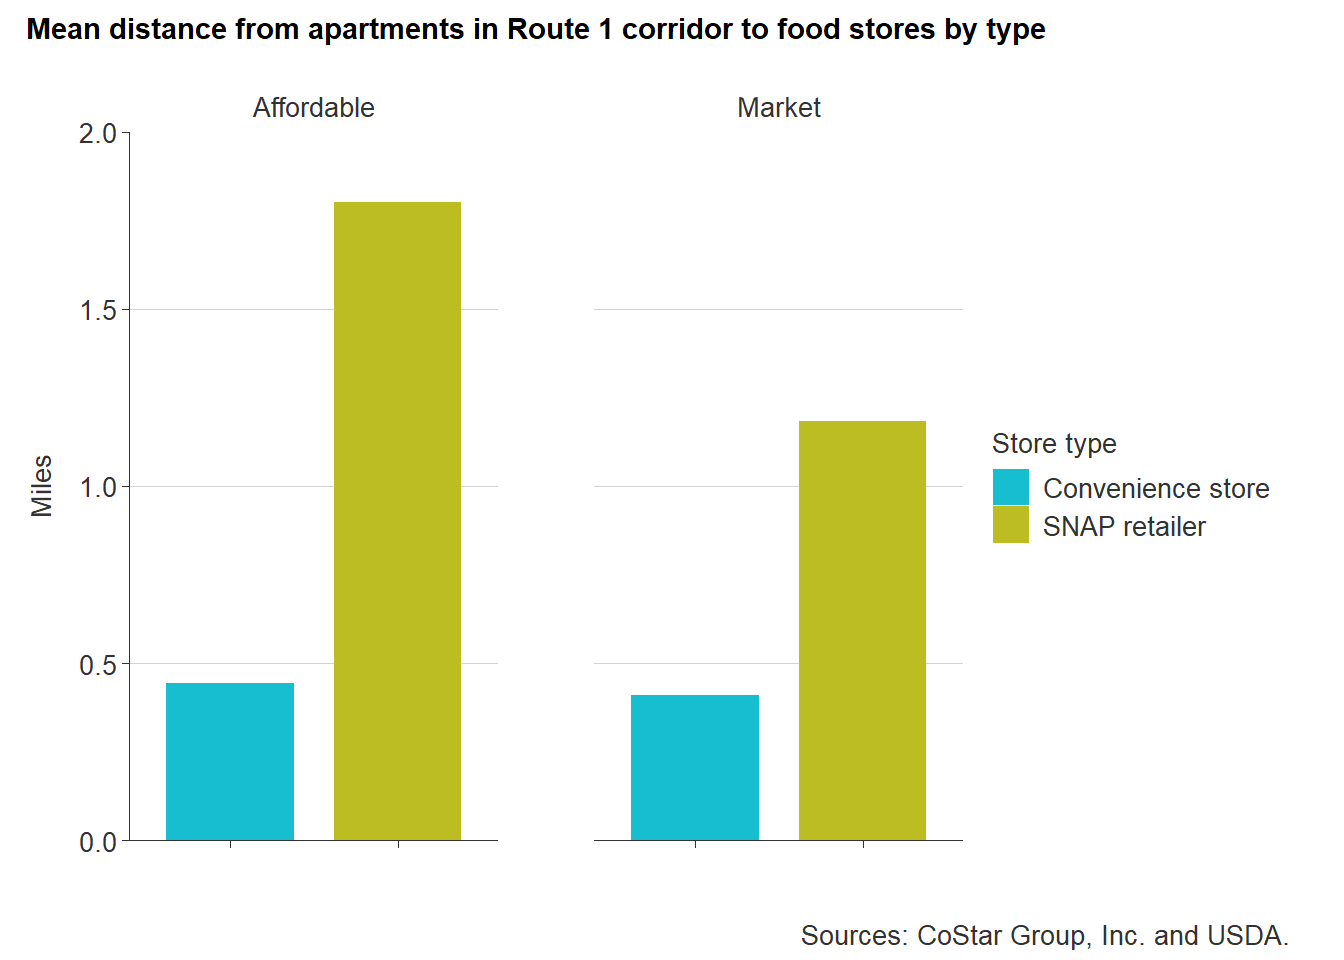 Mean distance from apartments in Route 1 corridor to food stores by type
Affordable
Market
2.0
1.5
1.0
0.5
0.0
Miles
Store type
Convenience store
SNAP retailer
Sources: CoStar Group, Inc. and USDA.